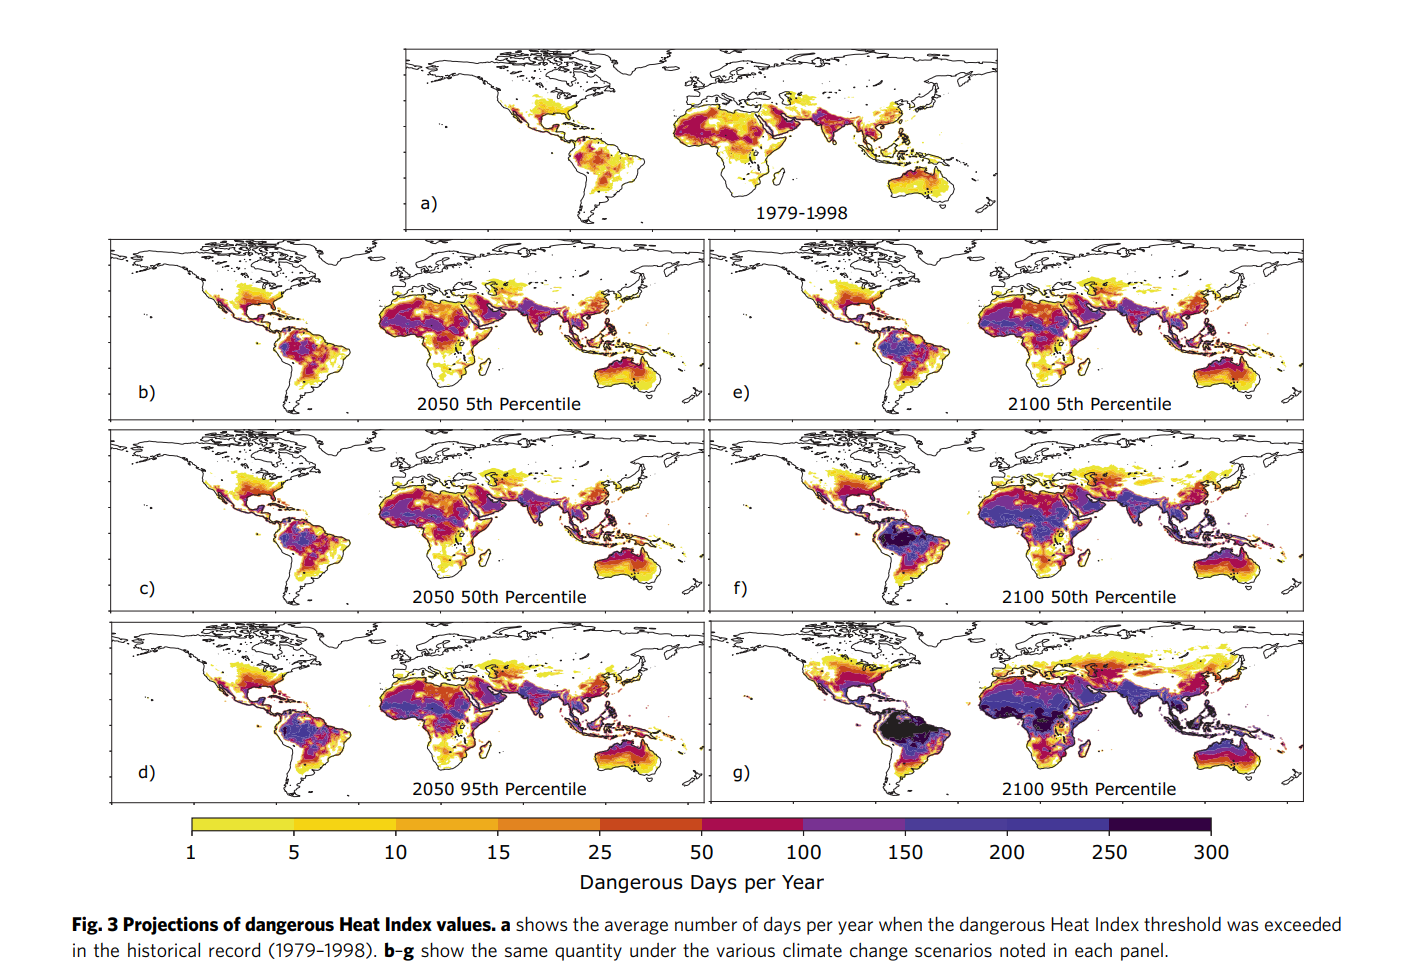 a)
1979-1998
b)
2050 5th Percentile
e)
2100 5th Percentile
c)
2050 50th Percentile
f)
2100 50th Percentile
d)
2050 95th Percentile
g)
2100 95th Percentile
1 5 10 15 25 50 100 150 200 250 300
Dangerous Days per Year
Fig. 3 Projections of dangerous Heat Index values. a shows the average number of days per year when the dangerous Heat Index threshold was exceeded
in the historical record (1979–1998). b–g show the same quantity under the various climate change scenarios noted in each panel.